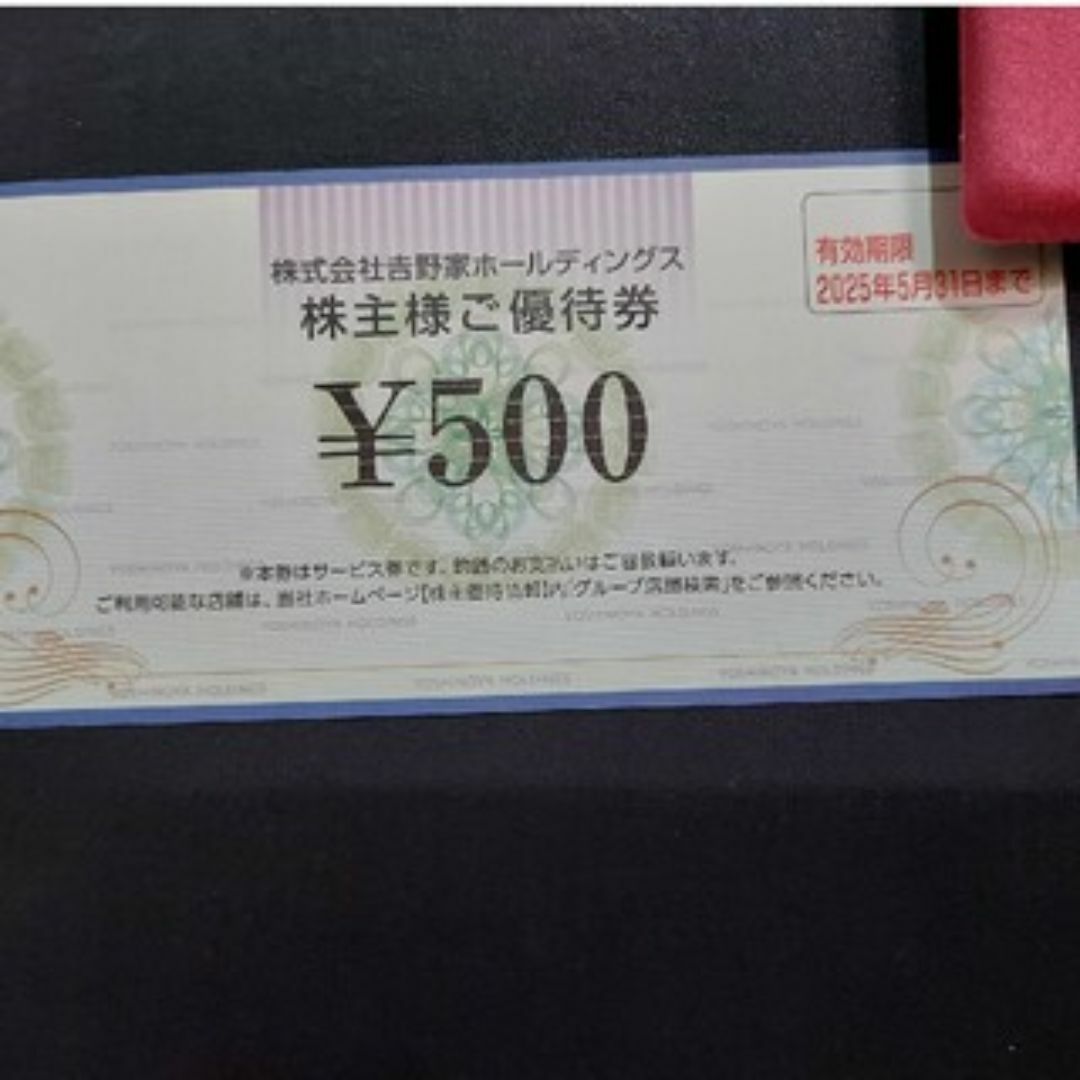 株式会社吉野家ホールディングス
株主様ご優待券
有効期限
2025年5月31日まで
¥500
※本券はサービス券です。金銭のお支払いはご容赦願います。
ご利用可能な店舗は、当社ホームページ【株主優待情報】内「グループ店舗検索」をご参照ください。